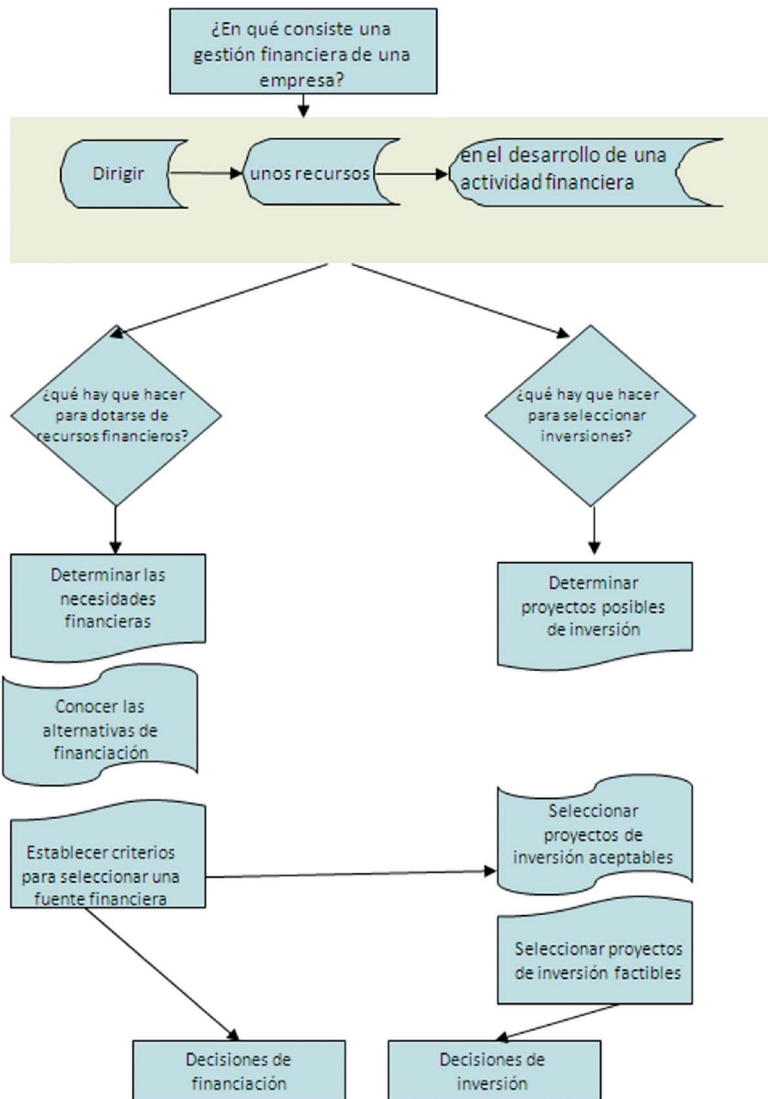 ¿En qué consiste una
gestión financiera de una
empresa?
Dirigir
unos recursos
en el desarrollo de una
actividad financiera
¿qué hay que hacer
para dotarse de
recursos financieros?
¿qué hay que hacer
para seleccionar
inversiones?
Determinar las
necesidades
financieras
Determinar
proyectos posibles
de inversión
Conocer las
alternativas de
financiación
Establecer criterios
para seleccionar una
fuente financiera
Seleccionar
proyectos de
inversión aceptables
Seleccionar proyectos
de inversión factibles
Decisiones de
financiación
Decisiones de
inversión